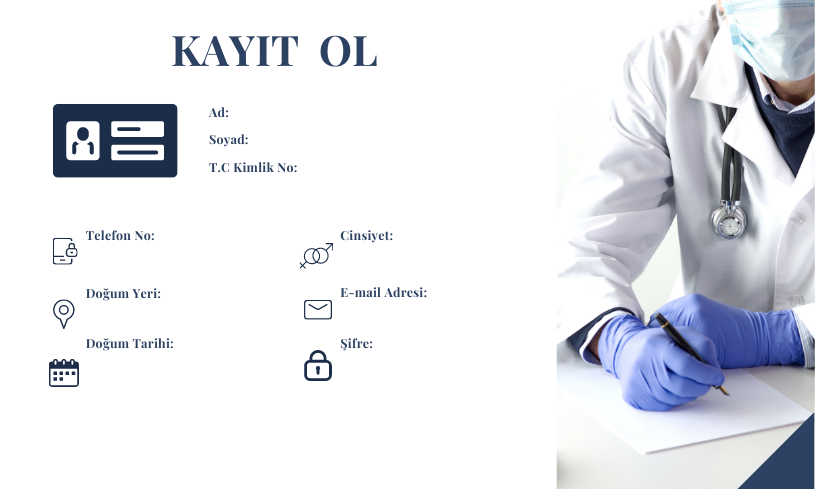 KAYIT OL
Ad:
Soyad:
T.C Kimlik No:
Telefon No:
Cinsiyet:
Doğum Yeri:
E-mail Adresi:
Doğum Tarihi:
Şifre: